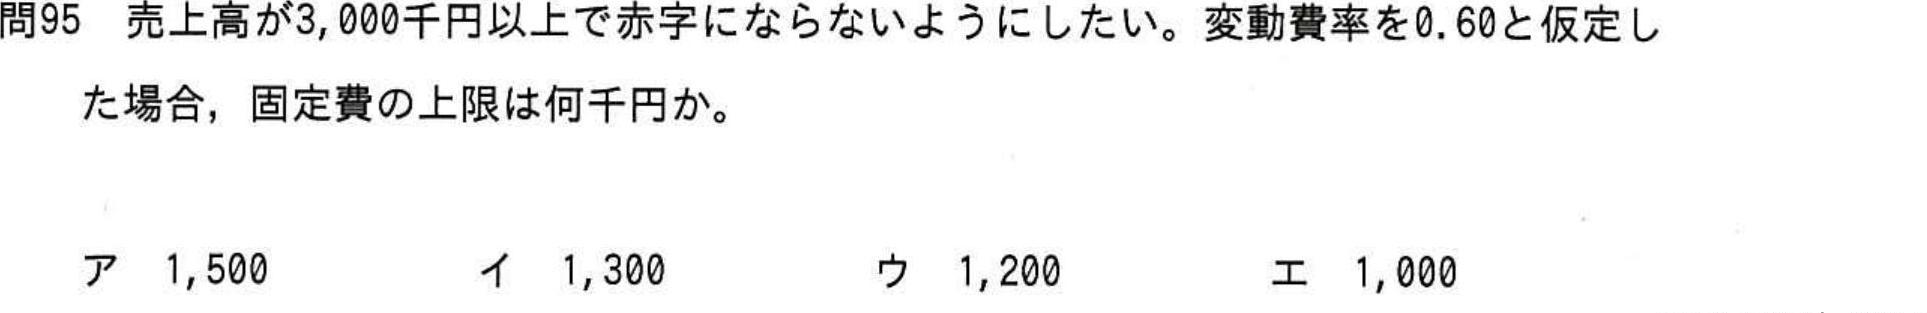 問95 売上高が3,000千円以上で赤字にならないようにしたい。変動費率を0.60と仮定し
た場合，固定費の上限は何千円か。
ア 1,500 イ 1,300 ウ 1,200 エ 1,000